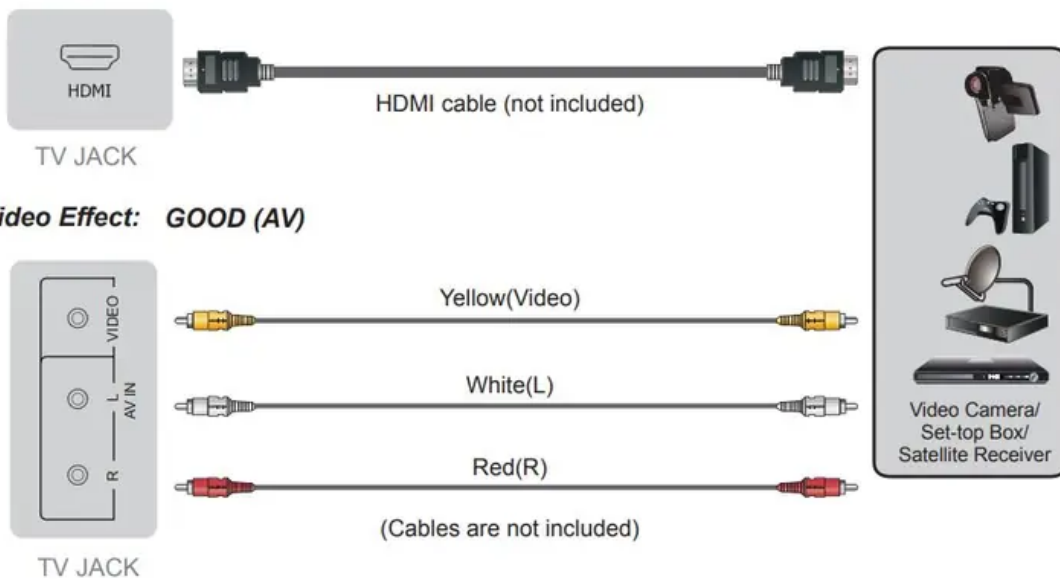 HDMI
HDMI cable (not included)
TV JACK
ideo Effect: GOOD (AV)
VIDEO
L
AV IN
R
Yellow(Video)
White(L)
Red(R)
(Cables are not included)
TV JACK
Video Camera/
Set-top Box/
Satellite Receiver